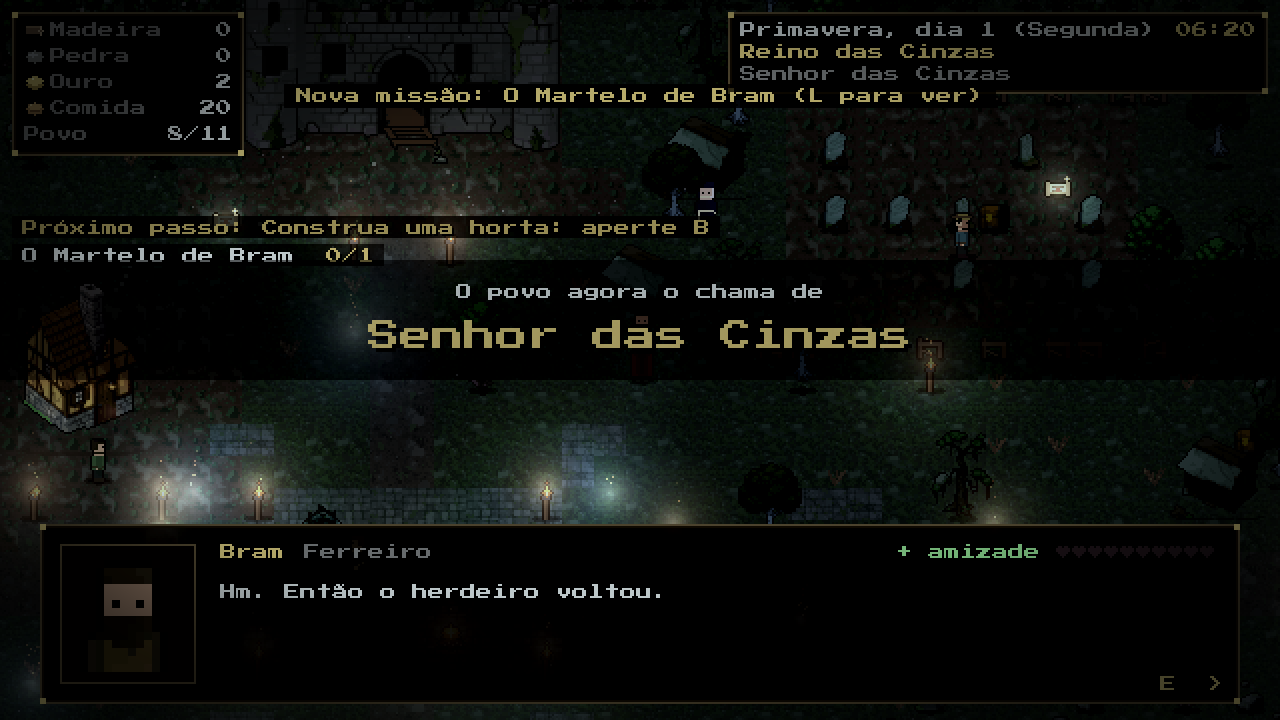 Madeira 0
Pedra 0
Ouro 2
Comida 20
Povo 8/11
Primavera, dia 1 (Segunda) 06:20
Reino das Cinzas
Senhor das Cinzas
Nova missão: O Martelo de Bram (L para ver)
Próximo passo: Construa uma horta: aperte B
O Martelo de Bram 0/1
O povo agora o chama de
Senhor das Cinzas
Bram Ferreiro + amizade
Hm. Então o herdeiro voltou.
E >